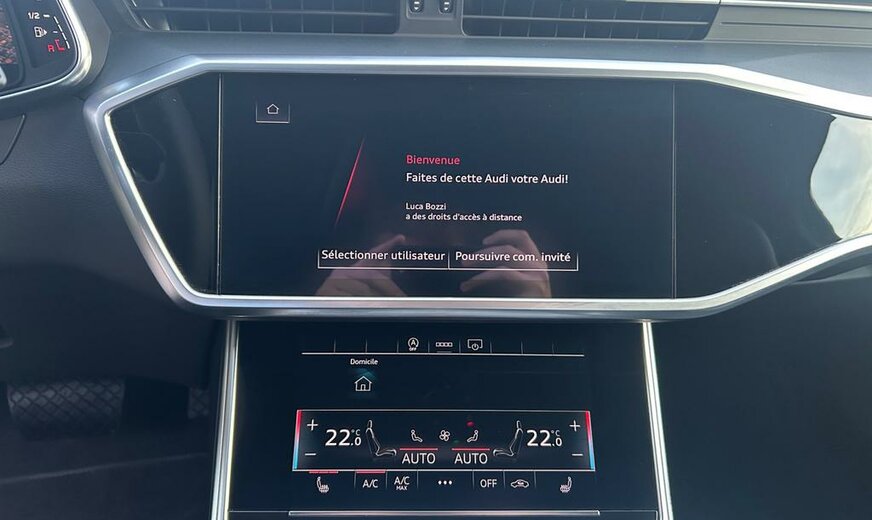 1/2
R
Bienvenue
Faites de cette Audi votre Audi!
Luca Bozzi
a des droits d'accès à distance
Sélectionner utilisateur
Poursuivre com. invité
A
OFF
Domicile
22.0 °C
22.0 °C
AUTO
AUTO
A/C
A/C
MAX
OFF